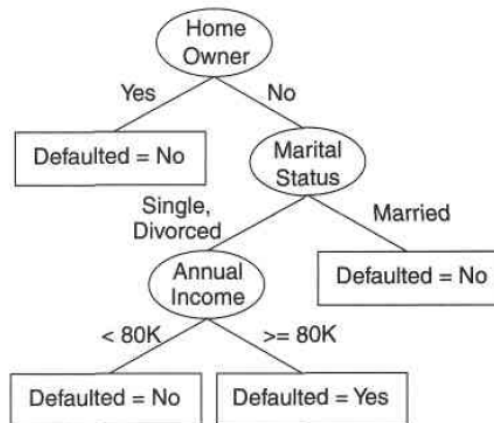 Home
Owner
Yes
No
Defaulted = No
Marital
Status
Single,
Divorced
Married
Annual
Income
Defaulted = No
< 80K
>= 80K
Defaulted = No
Defaulted = Yes